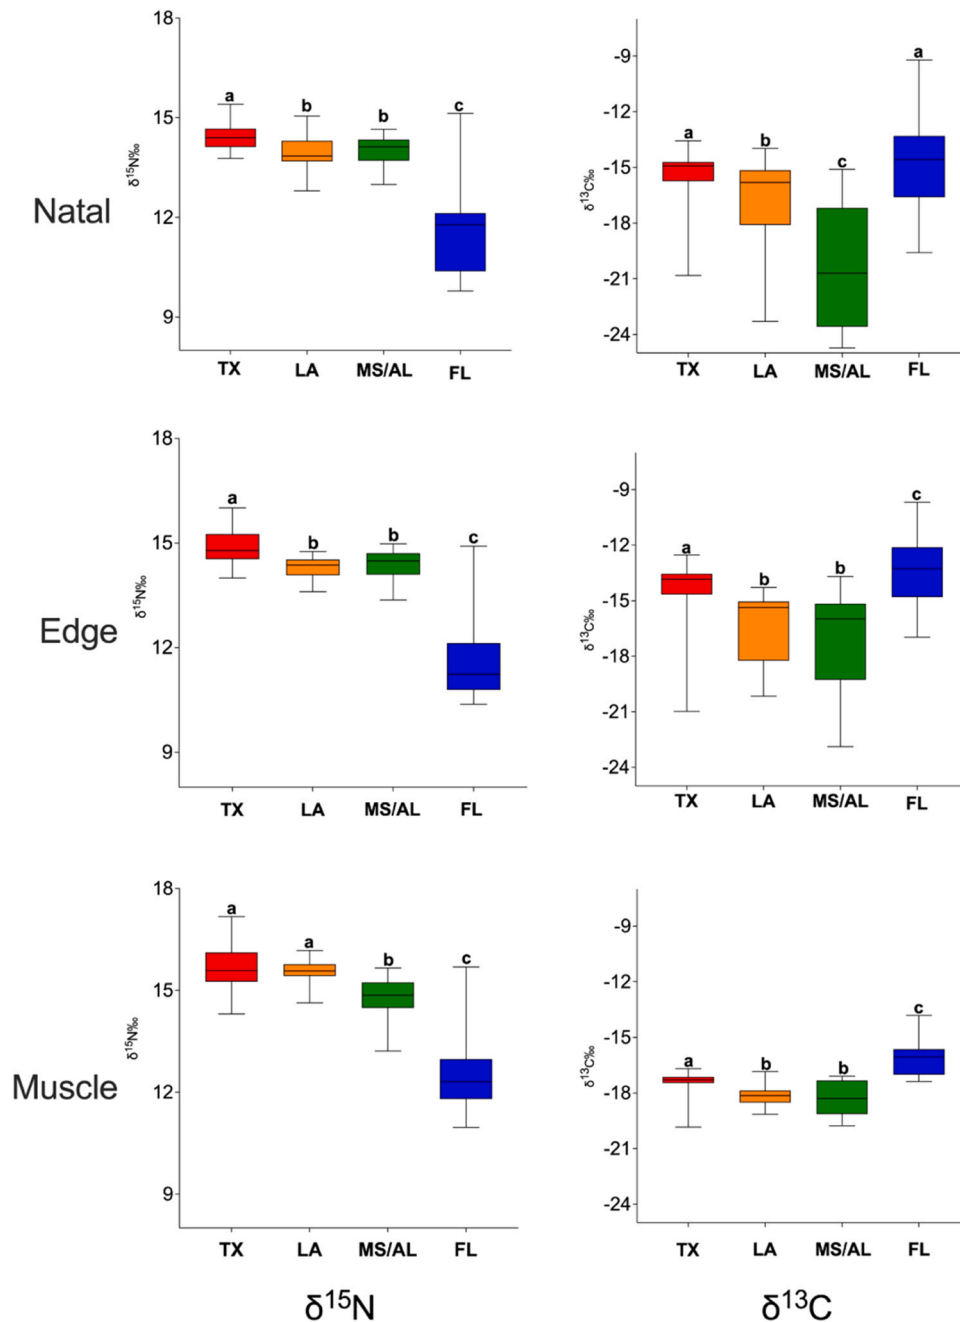 Natal
δ15N‰
18
15
12
9
a
b
b
c
TX
LA
MS/AL
FL
δ13C‰
-9
-12
-15
-18
-21
-24
a
b
c
a
TX
LA
MS/AL
FL
Edge
δ15N‰
18
15
12
9
a
b
b
c
TX
LA
MS/AL
FL
δ13C‰
-9
-12
-15
-18
-21
-24
a
b
b
c
TX
LA
MS/AL
FL
Muscle
δ15N‰
18
15
12
9
a
a
b
c
TX
LA
MS/AL
FL
δ13C‰
-9
-12
-15
-18
-21
-24
a
b
b
c
TX
LA
MS/AL
FL
δ15N
δ13C